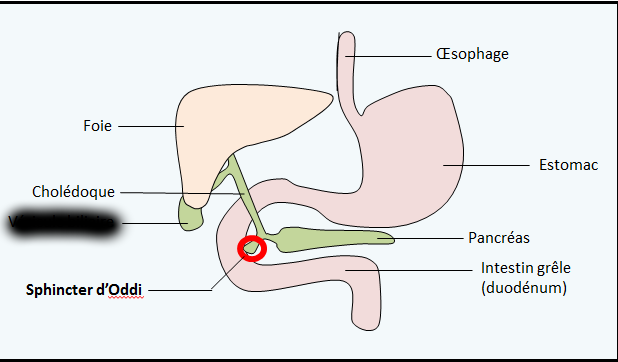 Œsophage
Foie
Estomac
Cholédoque
Pancréas
Intestin grêle
(duodénum)
Sphincter d’Oddi